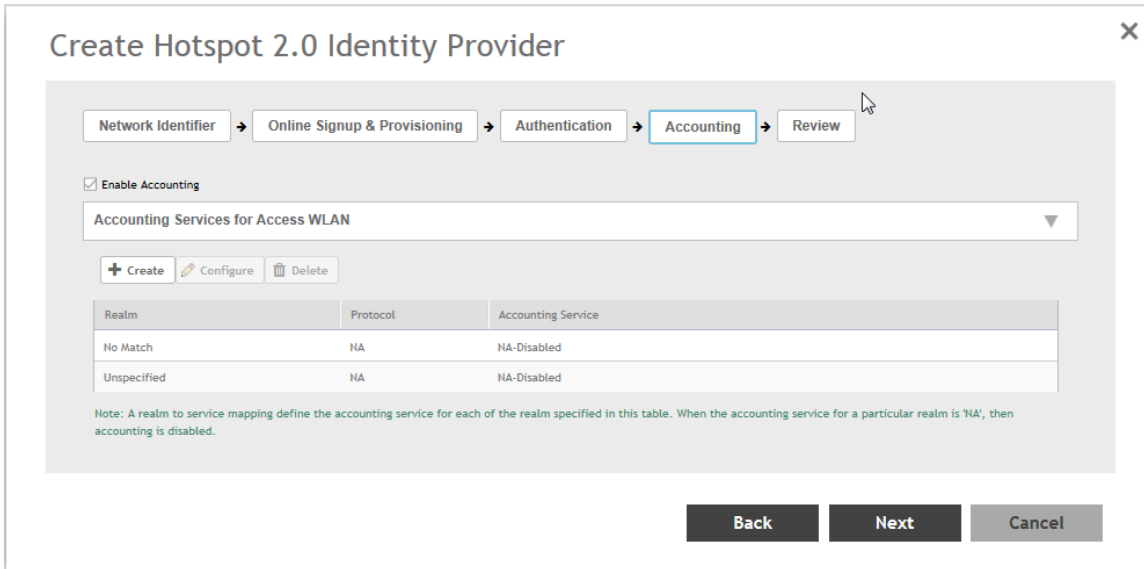 Create Hotspot 2.0 Identity Provider
Network Identifier → Online Signup & Provisioning → Authentication → Accounting → Review
Enable Accounting
Accounting Services for Access WLAN
Create Configure Delete
Realm Protocol Accounting Service
No Match NA NA-Disabled
Unspecified NA NA-Disabled
Note: A realm to service mapping define the accounting service for each of the realm specified in this table. When the accounting service for a particular realm is 'NA', then
accounting is disabled.
Back Next Cancel